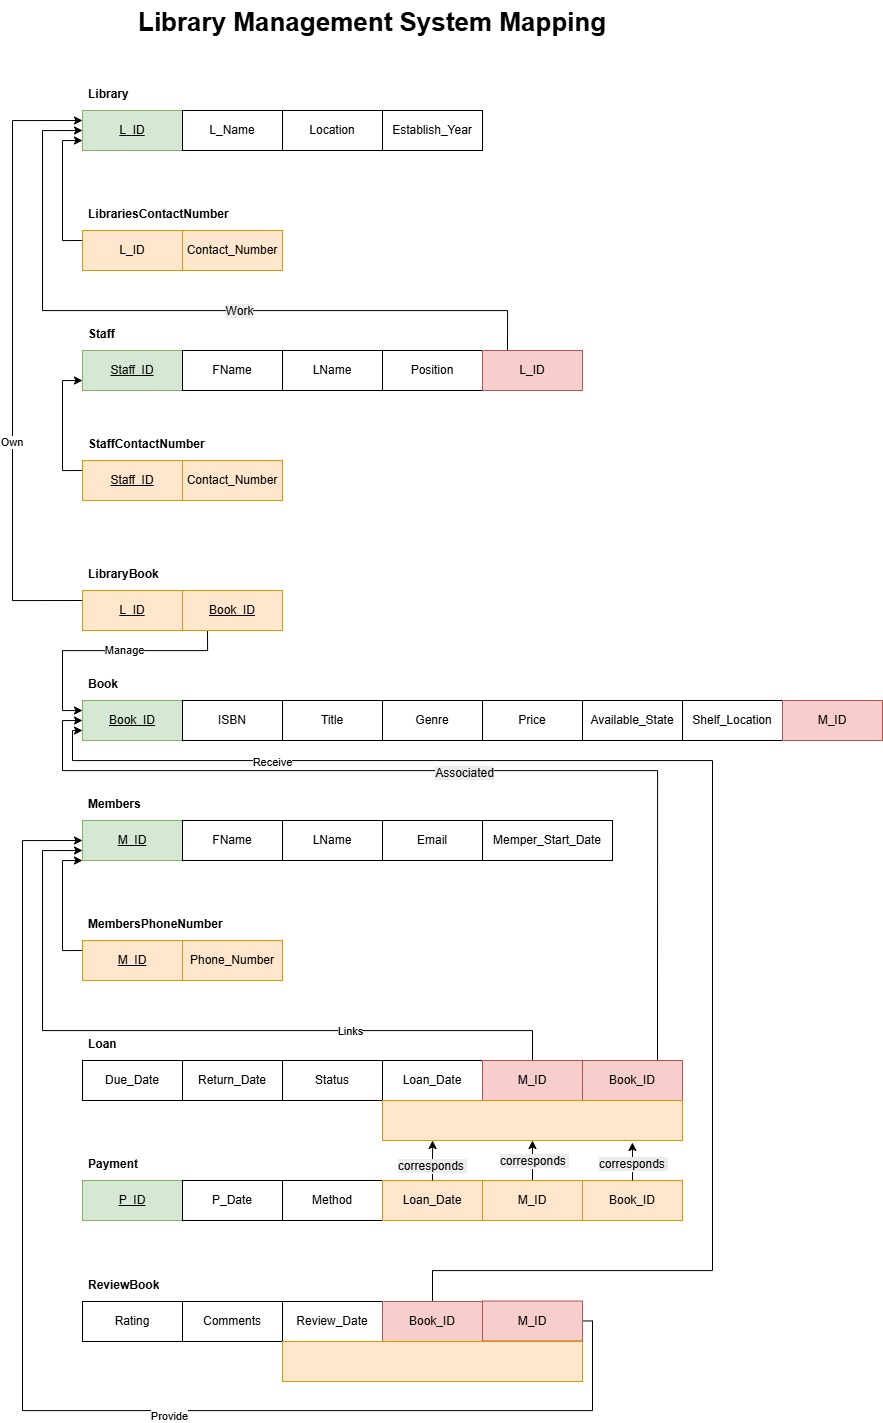 Library Management System Mapping
Library
L_ID L_Name Location Establish_Year
LibrariesContactNumber
L_ID Contact_Number
Work
Staff
Staff_ID FName LName Position L_ID
Own
StaffContactNumber
Staff_ID Contact_Number
LibraryBook
L_ID Book_ID
Manage
Book
Book_ID ISBN Title Genre Price Available_State Shelf_Location M_ID
Receive
Associated
Members
M_ID FName LName Email Memper_Start_Date
MembersPhoneNumber
M_ID Phone_Number
Links
Loan
Due_Date Return_Date Status Loan_Date M_ID Book_ID
corresponds corresponds corresponds
Payment
P_ID P_Date Method Loan_Date M_ID Book_ID
ReviewBook
Rating Comments Review_Date Book_ID M_ID
Provide